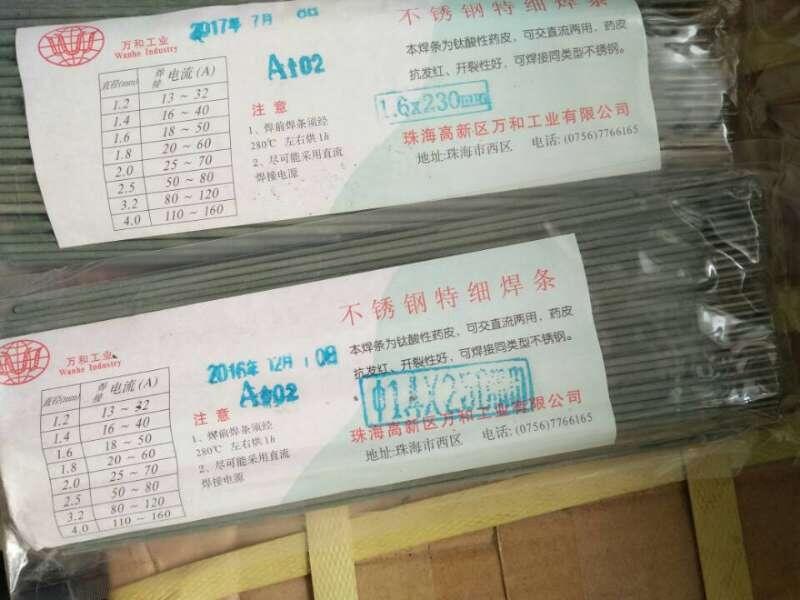 万和工业
Wanhe Industry
2017年 7月
A102
不锈钢特细焊条
本焊条为钛酸性药皮，可交直流两用，药皮
抗发红、开裂性好，可焊接同类型不锈钢。
1.6x230mm
直径(mm) 焊接电流(A)
1.2 13~32
1.4 16~40
1.6 18~50
1.8 20~60
2.0 25~70
2.5 50~80
3.2 80~120
4.0 110~160
注意
1、焊前焊条须经
280℃ 左右烘1h
2、尽可能采用直流
焊接电源
珠海高新区万和工业有限公司
地址:珠海市西区 电话: (0756)7766165
万和工业
Wanhe Industry
2016年 12月 08
A102
不锈钢特细焊条
本焊条为钛酸性药皮，可交直流两用，药皮
抗发红、开裂性好，可焊接同类型不锈钢。
φ1.4X230mm
直径(mm) 焊接电流(A)
1.2 13~32
1.4 16~40
1.6 18~50
1.8 20~60
2.0 25~70
2.5 50~80
3.2 80~120
4.0 110~160
注意
1、焊前焊条须经
280℃ 左右烘1h
2、尽可能采用直流
焊接电源
珠海高新区万和工业有限公司
地址:珠海市西区 电话: (0756)7766165